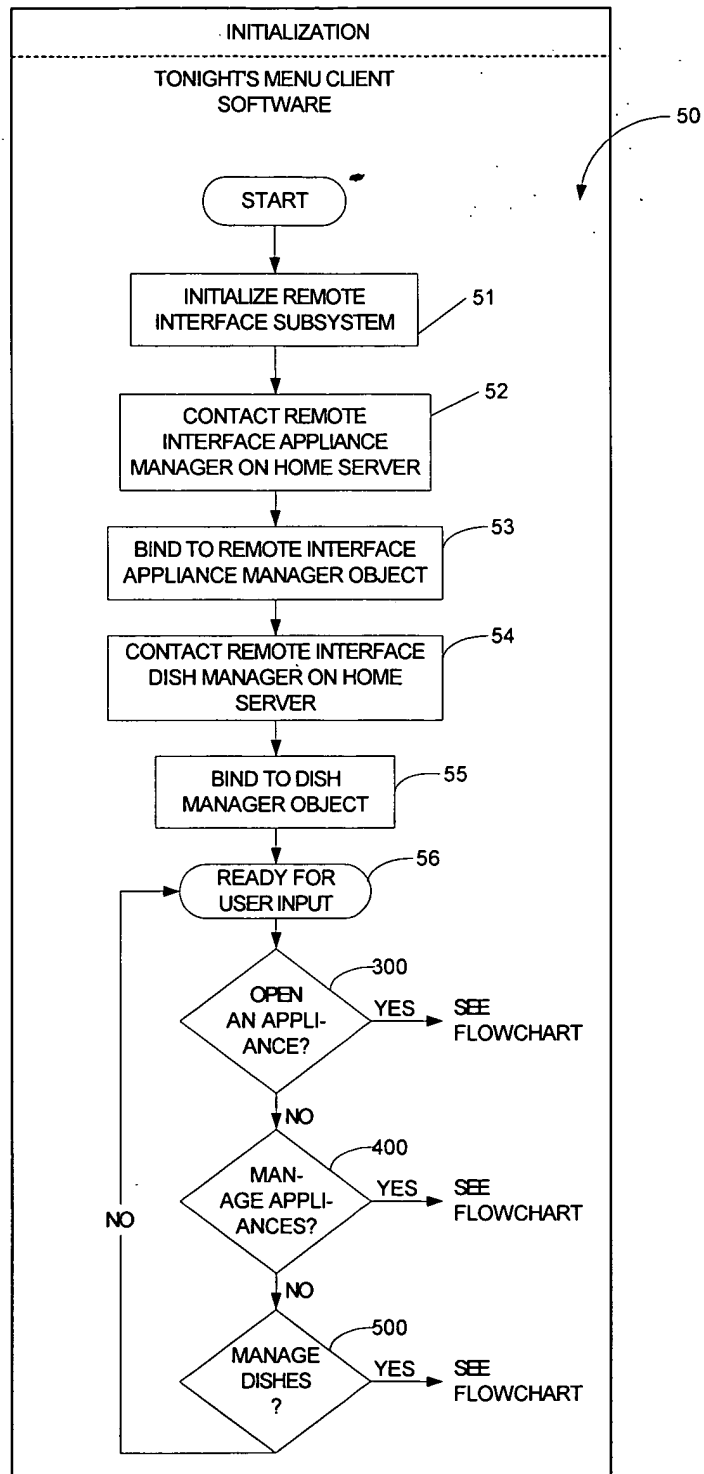 INITIALIZATION
TONIGHT'S MENU CLIENT
SOFTWARE
50
START
INITIALIZE REMOTE
INTERFACE SUBSYSTEM
51
CONTACT REMOTE
INTERFACE APPLIANCE
MANAGER ON HOME SERVER
52
BIND TO REMOTE INTERFACE
APPLIANCE MANAGER OBJECT
53
CONTACT REMOTE INTERFACE
DISH MANAGER ON HOME
SERVER
54
BIND TO DISH
MANAGER OBJECT
55
READY FOR
USER INPUT
56
OPEN
AN APPLI-
ANCE?
300
YES
SEE
FLOWCHART
NO
MAN-
AGE APPLI-
ANCES?
400
YES
SEE
FLOWCHART
NO
NO
MANAGE
DISHES
?
500
YES
SEE
FLOWCHART